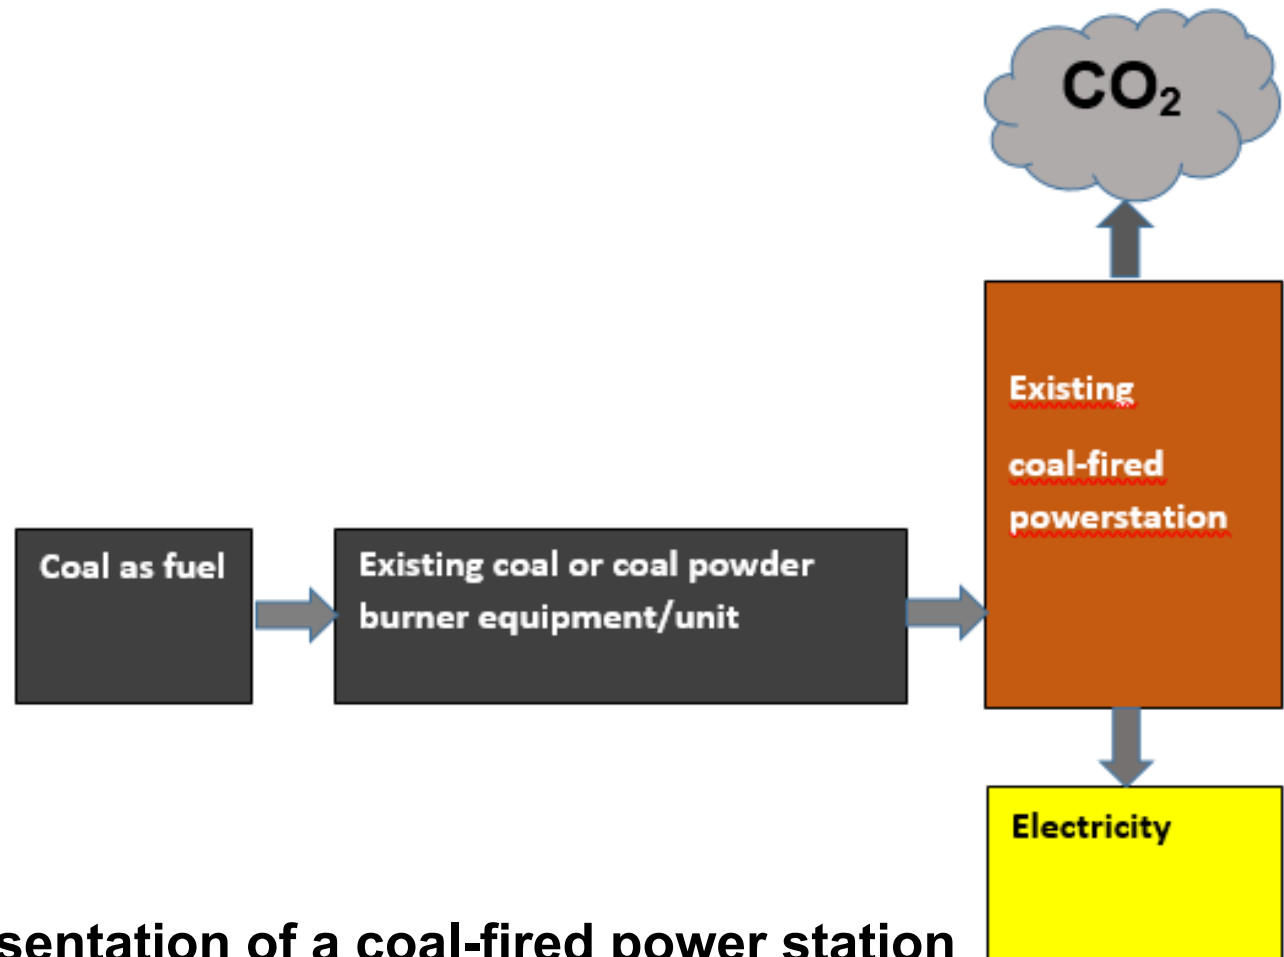 CO₂
Existing
coal-fired
powerstation
Coal as fuel
Existing coal or coal powder
burner equipment/unit
Electricity
of a coal-fired power station